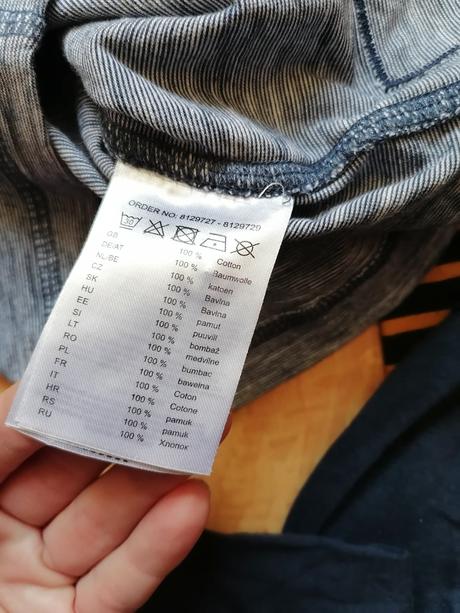 ORDER NO: 8129727 - 8129729
GB 100 % Cotton
DE/AT 100 % Baumwolle
NL/BE 100 % katoen
CZ 100 % Bavlna
SK 100 % Bavlna
HU 100 % pamut
EE 100 % puuvill
SI 100 % bombaž
LT 100 % medvilne
RO 100 % bumbac
PL 100 % bawełna
FR 100 % Coton
IT 100 % Cotone
HR 100 % pamuk
RS 100 % pamuk
RU 100 % Хлопок